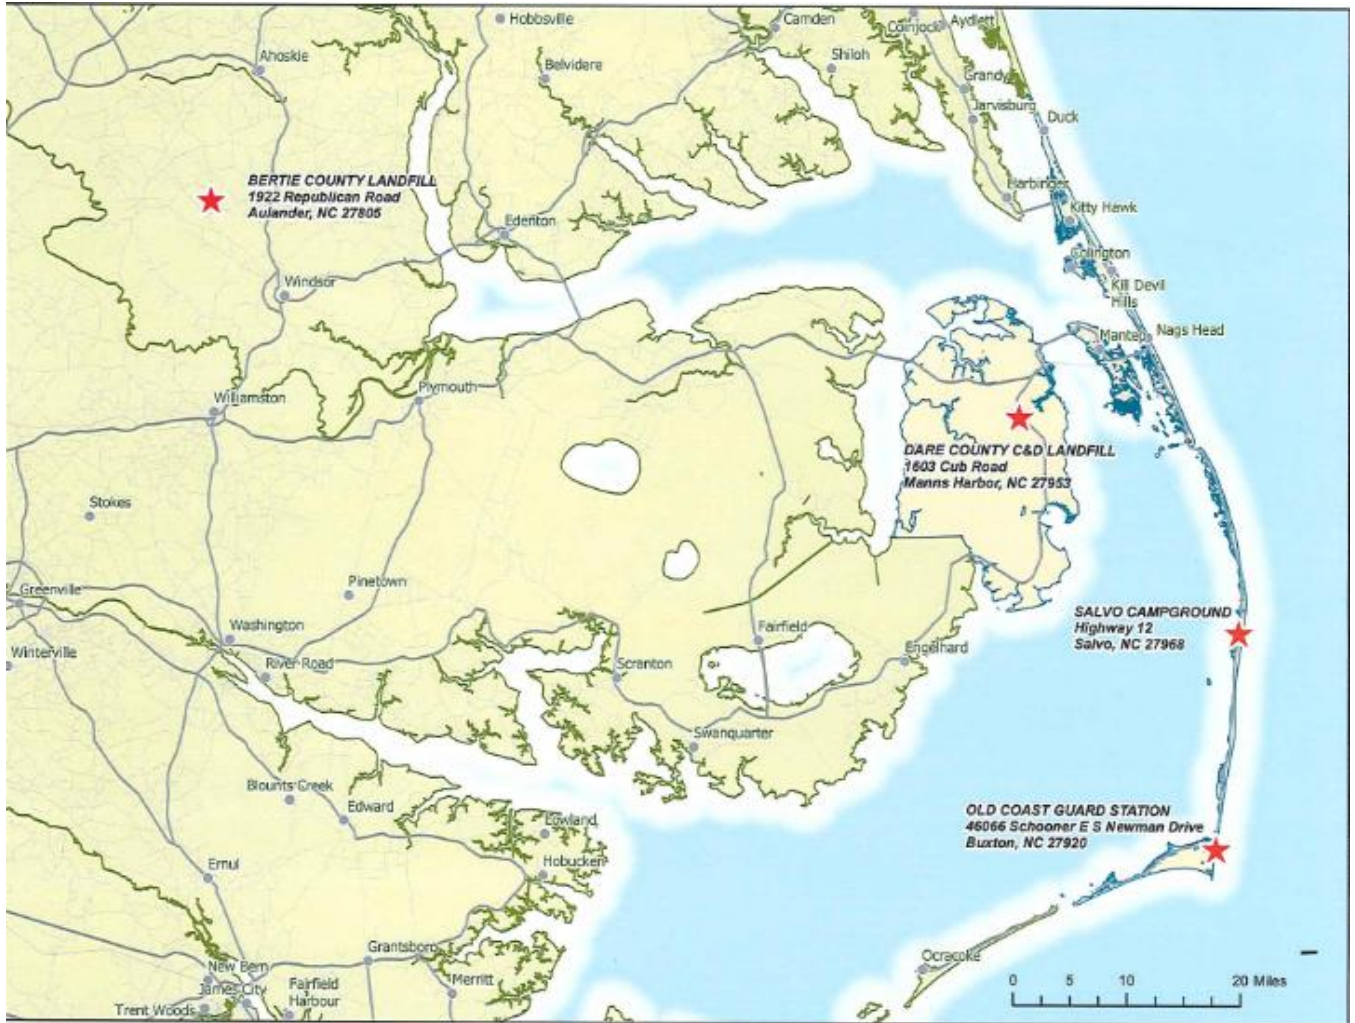 Hobbsville
Camden
Coinjock
Aydlett
Ahoskie
Belvidere
Shiloh
Grandy
Jarvisburg
Duck
BERTIE COUNTY LANDFILL
1922 Republican Road
Aulander, NC 27805
Harbinger
Kitty Hawk
Edenton
Colington
Windsor
Kill Devil
Hills
Manteo
Nags Head
Plymouth
Williamston
DARE COUNTY C&D LANDFILL
1603 Cub Road
Manns Harbor, NC 27953
Stokes
Pinetown
Greenville
SALVO CAMPGROUND
Highway 12
Salvo, NC 27968
Washington
Fairfield
Winterville
River Road
Scranton
Engelhard
Swanquarter
Blounts Creek
Edward
Lowland
OLD COAST GUARD STATION
46066 Schooner E S Newman Drive
Buxton, NC 27920
Hobucken
Ernul
Grantsboro
Ocracoke
New Bern
James City
Fairfield
Harbour
Merritt
Trent Woods
0 5 10 20 Miles